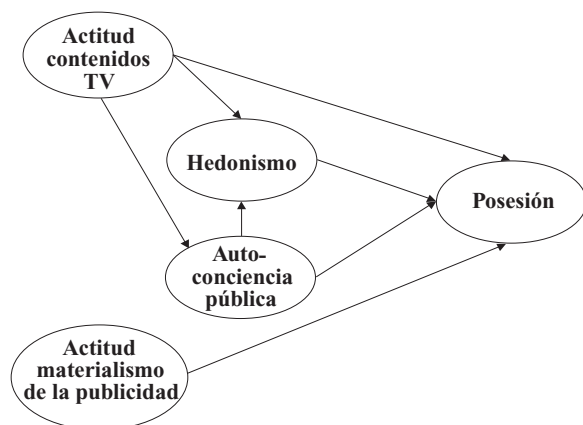 Actitud
contenidos
TV
Hedonismo
Posesión
Auto-
conciencia
pública
Actitud
materialismo
de la publicidad